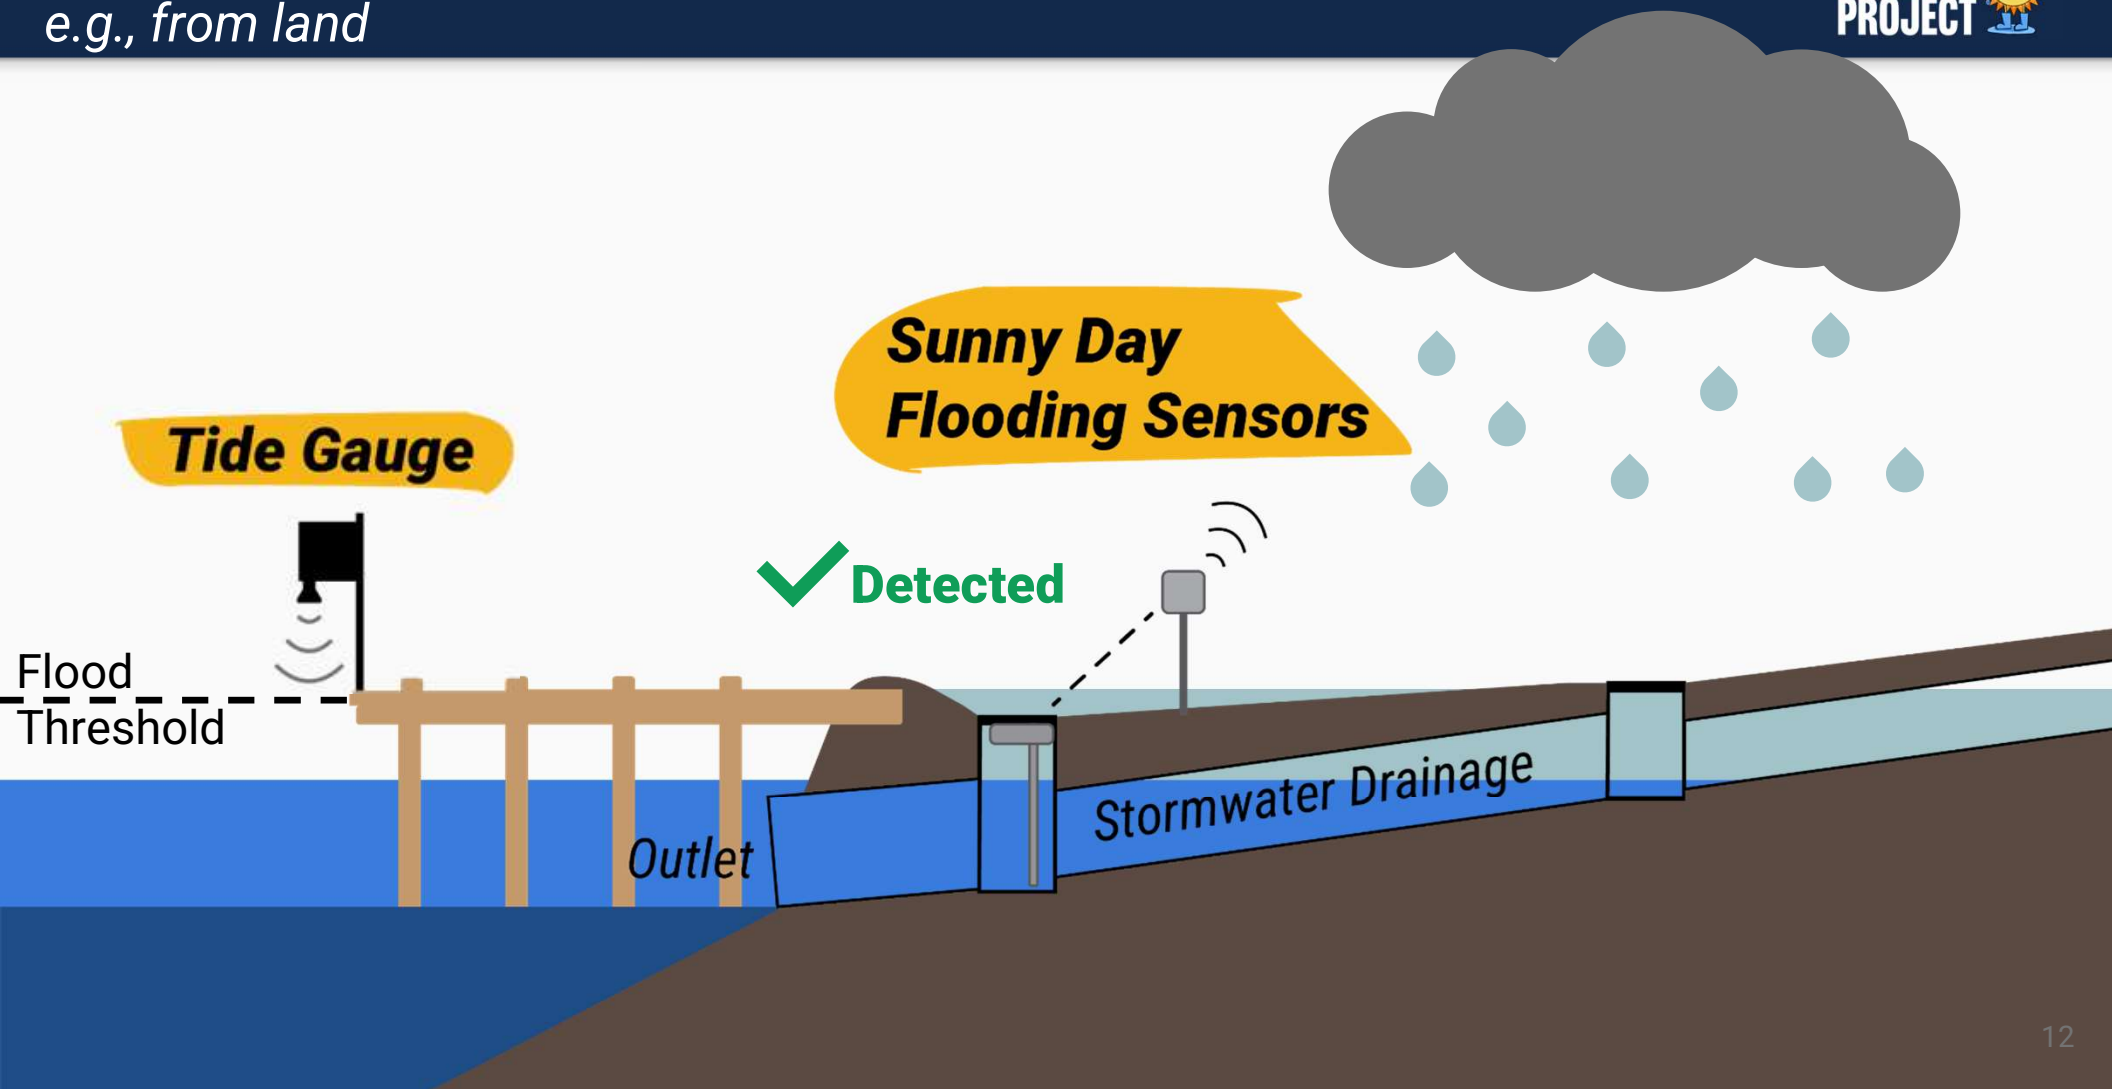 e.g., from land
PROJECT
Sunny Day
Flooding Sensors
Tide Gauge
Detected
Flood
Threshold
Outlet
Stormwater Drainage
12